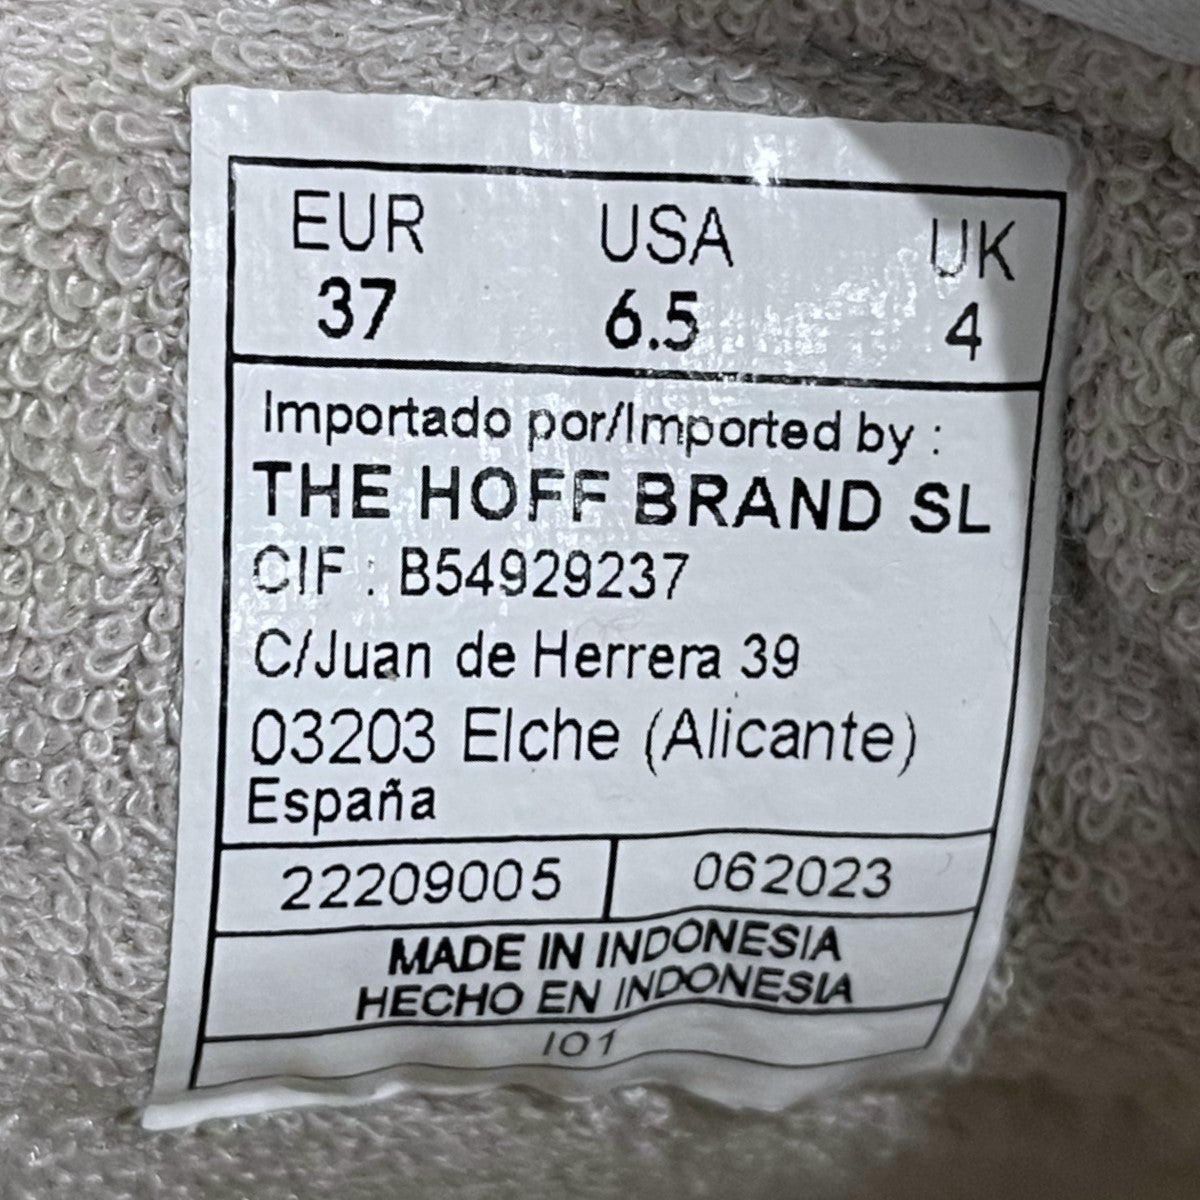 EUR USA UK
37 6.5 4
Importado por/Imported by :
THE HOFF BRAND SL
CIF : B54929237
C/Juan de Herrera 39
03203 Elche (Alicante)
España
22209005 062023
MADE IN INDONESIA
HECHO EN INDONESIA
I01